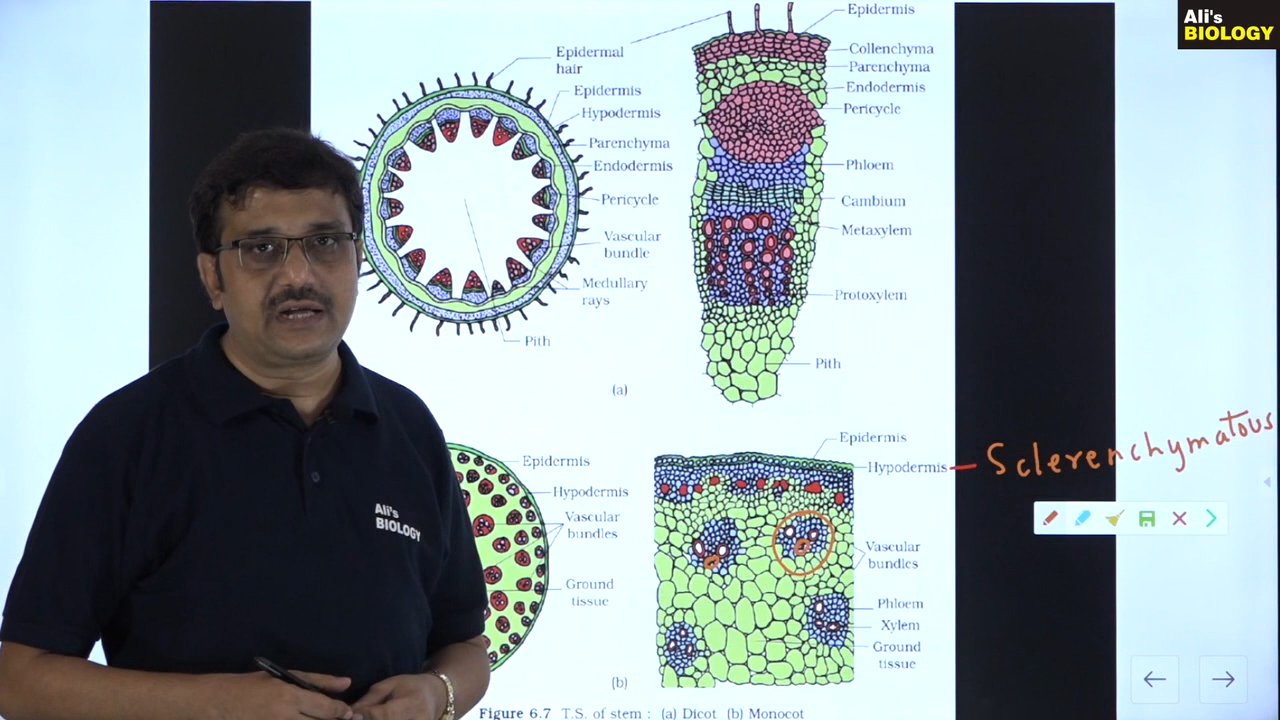 Ali's
BIOLOGY
Epidermal
hair
Epidermis
Hypodermis
Parenchyma
Endodermis
Pericycle
Vascular
bundle
Medullary
rays
Pith
Epidermis
Collenchyma
Parenchyma
Endodermis
Pericycle
Phloem
Cambium
Metaxylem
Protoxylem
Pith
(a)
Epidermis
Hypodermis
Vascular
bundles
Ground
tissue
Epidermis
Hypodermis – Sclerenchymatous
Vascular
bundles
Phloem
Xylem
Ground
tissue
(b)
Figure 6.7 T.S. of stem : (a) Dicot (b) Monocot
Ali's
BIOLOGY